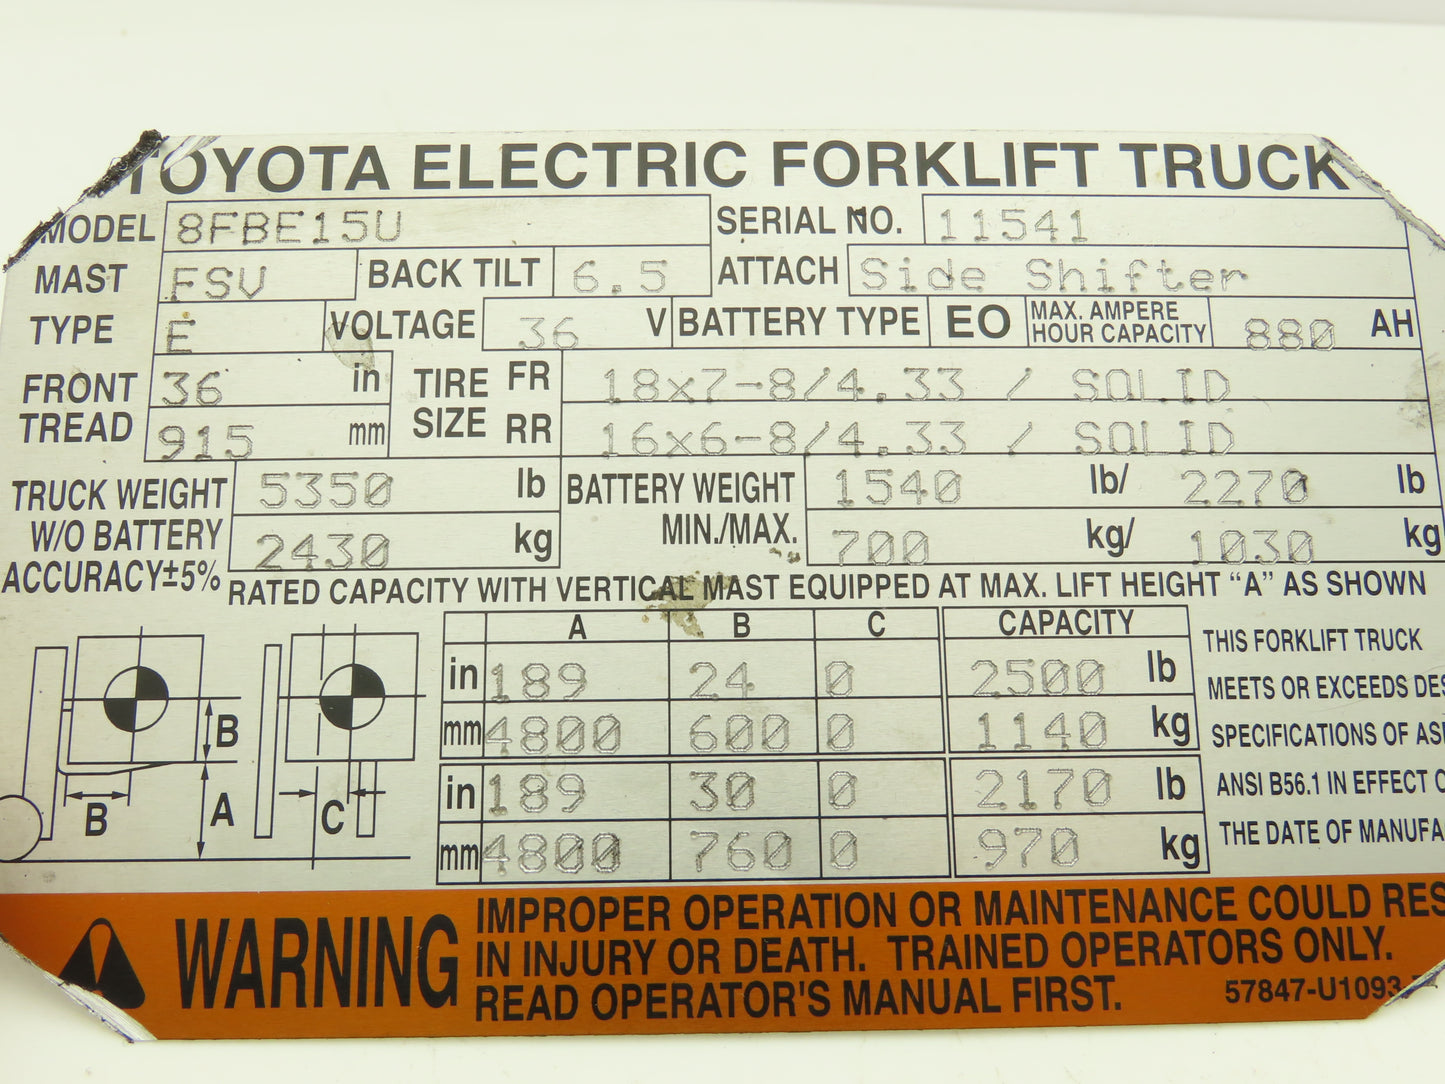 TOYOTA ELECTRIC FORKLIFT TRUCK
MODEL 8FBE15U SERIAL NO. 11541
MAST FSV BACK TILT 6.5 ATTACH Side Shifter
TYPE E VOLTAGE 36 V BATTERY TYPE EO MAX. AMPERE HOUR CAPACITY 880 AH
FRONT TREAD 36 in TIRE SIZE FR 18x7-8/4.33 / SOLID
915 mm RR 16x6-8/4.33 / SOLID
TRUCK WEIGHT W/O BATTERY ACCURACY±5% 5350 lb BATTERY WEIGHT MIN./MAX. 1540 lb/ 2270 lb
2430 kg 700 kg/ 1030 kg
RATED CAPACITY WITH VERTICAL MAST EQUIPPED AT MAX. LIFT HEIGHT "A" AS SHOWN
A B C CAPACITY
in 189 24 0 2500 lb
mm 4800 600 0 1140 kg
in 189 30 0 2170 lb
mm 4800 760 0 970 kg
B
B
A
C
THIS FORKLIFT TRUCK
MEETS OR EXCEEDS DES
SPECIFICATIONS OF AS
ANSI B56.1 IN EFFECT O
THE DATE OF MANUFA
WARNING
IMPROPER OPERATION OR MAINTENANCE COULD RES
IN INJURY OR DEATH. TRAINED OPERATORS ONLY.
READ OPERATOR'S MANUAL FIRST.
57847-U1093-